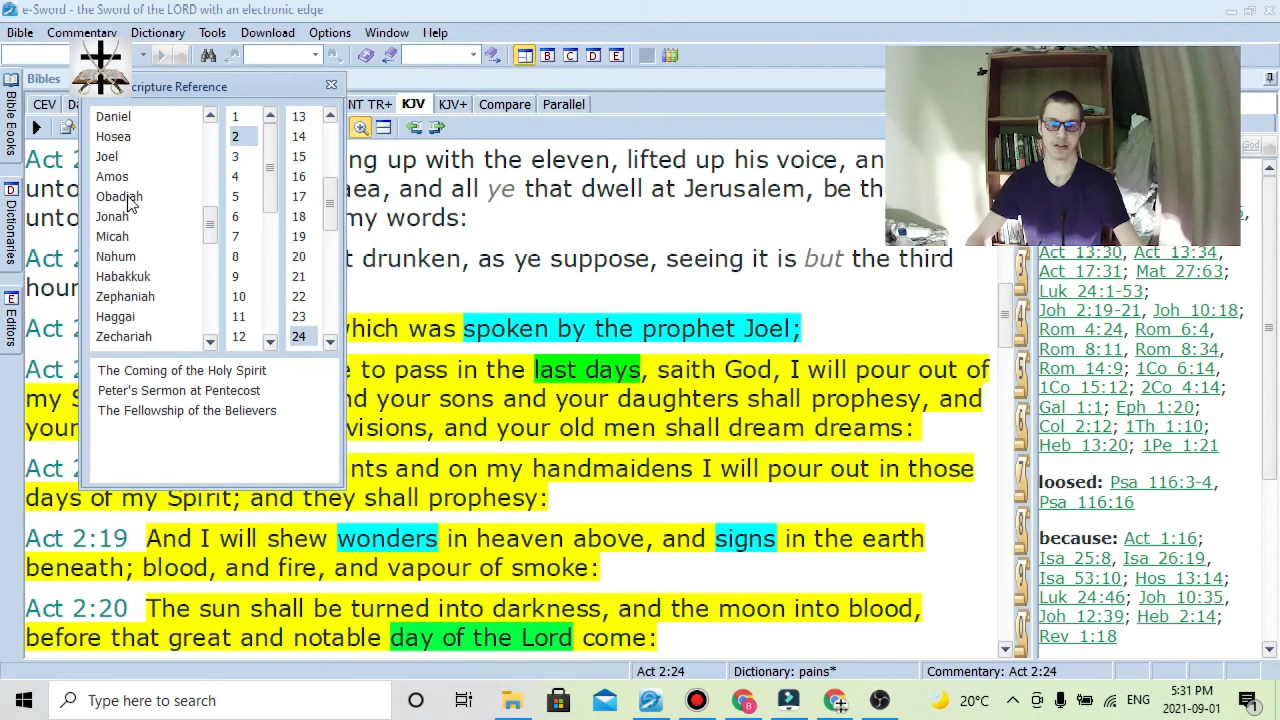 e-Sword - the Sword of the LORD with an electronic edge
Bible Commentary Dictionary Tools Download Options Window Help
B C D E
Bibles
Scripture Reference
CEV NT TR+ KJV KJV+ Compare Parallel
Bible Books
Dictionaries
Editors
Daniel 1 13
Hosea 2 14
Joel 3 15
Amos 4 16
Obadiah 5 17
Jonah 6 18
Micah 7 19
Nahum 8 20
Habakkuk 9 21
Zephaniah 10 22
Haggai 11 23
Zechariah 12 24
The Coming of the Holy Spirit
Peter's Sermon at Pentecost
The Fellowship of the Believers
ng up with the eleven, lifted up his voice, an
unto aea, and all ye that dwell at Jerusalem, be th
unto my words:
Act 2 t drunken, as ye suppose, seeing it is but the third
hour
Act 2 which was spoken by the prophet Joel;
Act 2 e to pass in the last days, saith God, I will pour out of
my S nd your sons and your daughters shall prophesy, and
your visions, and your old men shall dream dreams:
Act 2 nts and on my handmaidens I will pour out in those
days of my Spirit; and they shall prophesy:
Act 2:19 And I will shew wonders in heaven above, and signs in the earth
beneath; blood, and fire, and vapour of smoke:
Act 2:20 The sun shall be turned into darkness, and the moon into blood,
before that great and notable day of the Lord come:
God
Act 13:30; Act 13:34;
Act 17:31; Mat 27:63;
Luk 24:1-53;
Joh 2:19-21; Joh 10:18;
Rom 4:24, Rom 6:4,
Rom 8:11; Rom 8:34;
Rom 14:9; 1Co 6:14,
1Co 15:12; 2Co 4:14;
Gal 1:1; Eph 1:20;
Col 2:12; 1Th 1:10;
Heb 13:20; 1Pe 1:21
loosed: Psa 116:3-4,
Psa 116:16
because: Act 1:16;
Isa 25:8, Isa 26:19,
Isa 53:10; Hos 13:14;
Luk 24:46; Joh 10:35,
Joh 12:39; Heb 2:14;
Rev 1:18
Act 2:24 Dictionary: pains* Commentary: Act 2:24
Type here to search 20°C ENG 5:31 PM
2021-09-01